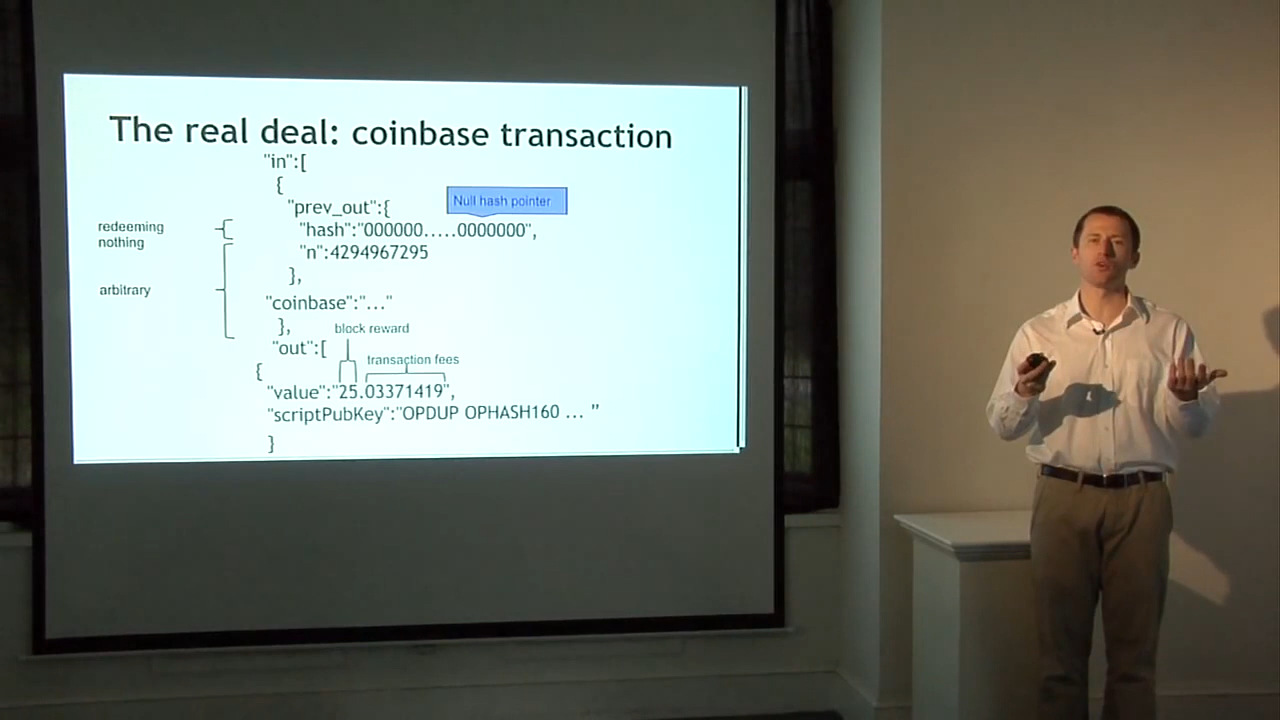 The real deal: coinbase transaction
"in":[
{
"prev_out":{
Null hash pointer
redeeming
nothing
"hash":"000000.....0000000",
"n":4294967295
},
arbitrary
"coinbase":"..."
},
block reward
"out":[
transaction fees
{
"value":"25.03371419",
"scriptPubKey":"OPDUP OPHASH160 ... ”
}